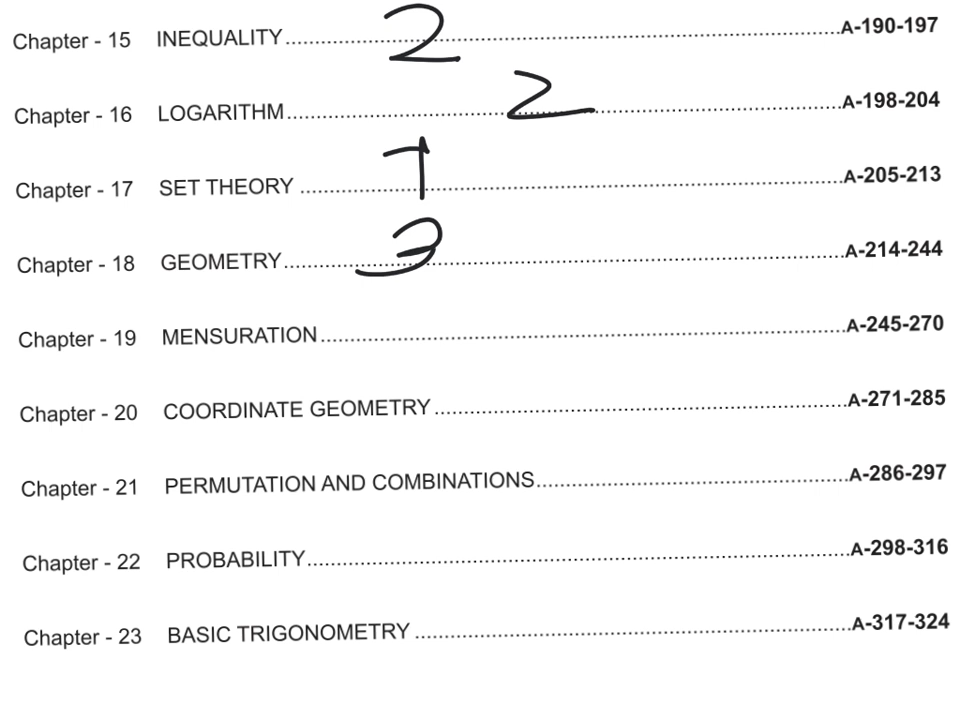 Chapter - 15 INEQUALITY 2 A-190-197
Chapter - 16 LOGARITHM 2 A-198-204
Chapter - 17 SET THEORY 1 A-205-213
Chapter - 18 GEOMETRY 3 A-214-244
Chapter - 19 MENSURATION A-245-270
Chapter - 20 COORDINATE GEOMETRY A-271-285
Chapter - 21 PERMUTATION AND COMBINATIONS A-286-297
Chapter - 22 PROBABILITY A-298-316
Chapter - 23 BASIC TRIGONOMETRY A-317-324